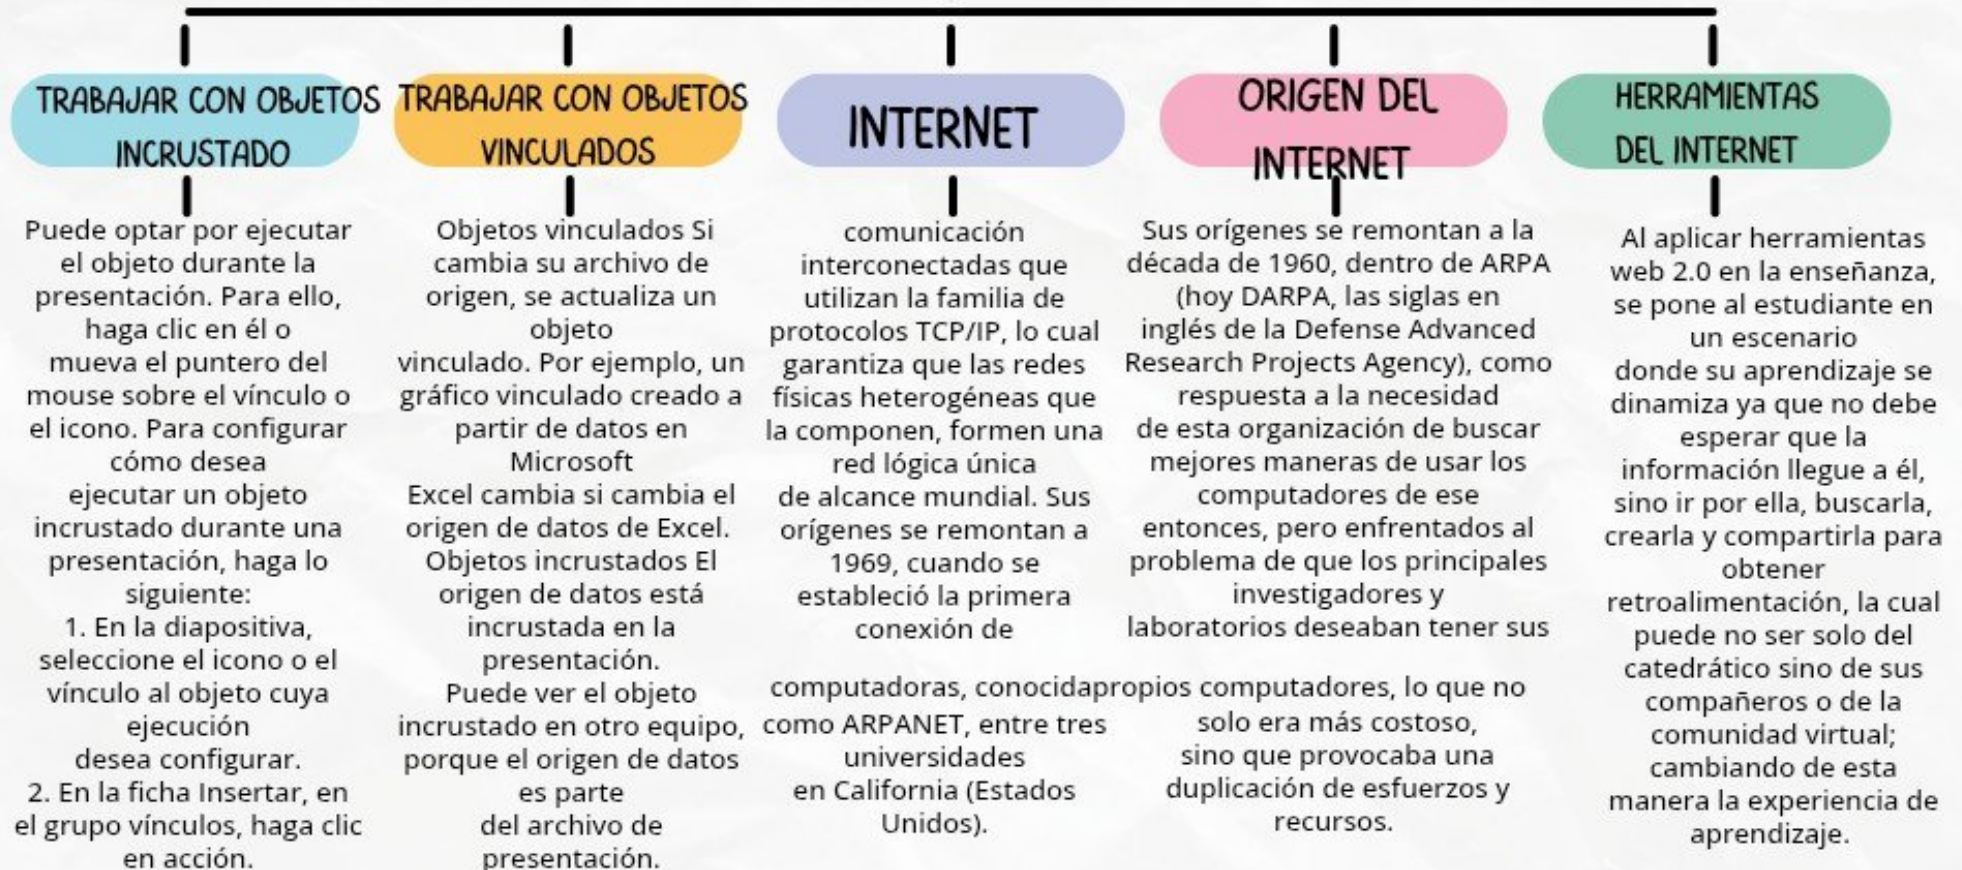 TRABAJAR CON OBJETOS
INCRUSTADO
Puede optar por ejecutar
el objeto durante la
presentación. Para ello,
haga clic en él o
mueva el puntero del
mouse sobre el vínculo o
el icono. Para configurar
cómo desea
ejecutar un objeto
incrustado durante una
presentación, haga lo
siguiente:
1. En la diapositiva,
seleccione el icono o el
vínculo al objeto cuya
ejecución
desea configurar.
2. En la ficha Insertar, en
el grupo vínculos, haga clic
en acción.
TRABAJAR CON OBJETOS
VINCULADOS
Objetos vinculados Si
cambia su archivo de
origen, se actualiza un
objeto
vinculado. Por ejemplo, un
gráfico vinculado creado a
partir de datos en
Microsoft
Excel cambia si cambia el
origen de datos de Excel.
Objetos incrustados El
origen de datos está
incrustada en la
presentación.
Puede ver el objeto
incrustado en otro equipo,
porque el origen de datos
es parte
del archivo de
presentación.
INTERNET
comunicación
interconectadas que
utilizan la familia de
protocolos TCP/IP, lo cual
garantiza que las redes
físicas heterogéneas que
la componen, formen una
red lógica única
de alcance mundial. Sus
orígenes se remontan a
1969, cuando se
estableció la primera
conexión de
computadoras, conocida
como ARPANET, entre tres
universidades
en California (Estados
Unidos).
ORIGEN DEL
INTERNET
Sus orígenes se remontan a la
década de 1960, dentro de ARPA
(hoy DARPA, las siglas en
inglés de la Defense Advanced
Research Projects Agency), como
respuesta a la necesidad
de esta organización de buscar
mejores maneras de usar los
computadores de ese
entonces, pero enfrentados al
problema de que los principales
investigadores y
laboratorios deseaban tener sus
propios computadores, lo que no
solo era más costoso,
sino que provocaba una
duplicación de esfuerzos y
recursos.
HERRAMIENTAS
DEL INTERNET
Al aplicar herramientas
web 2.0 en la enseñanza,
se pone al estudiante en
un escenario
donde su aprendizaje se
dinamiza ya que no debe
esperar que la
información llegue a él,
sino ir por ella, buscarla,
crearla y compartirla para
obtener
retroalimentación, la cual
puede no ser solo del
catedrático sino de sus
compañeros o de la
comunidad virtual;
cambiando de esta
manera la experiencia de
aprendizaje.